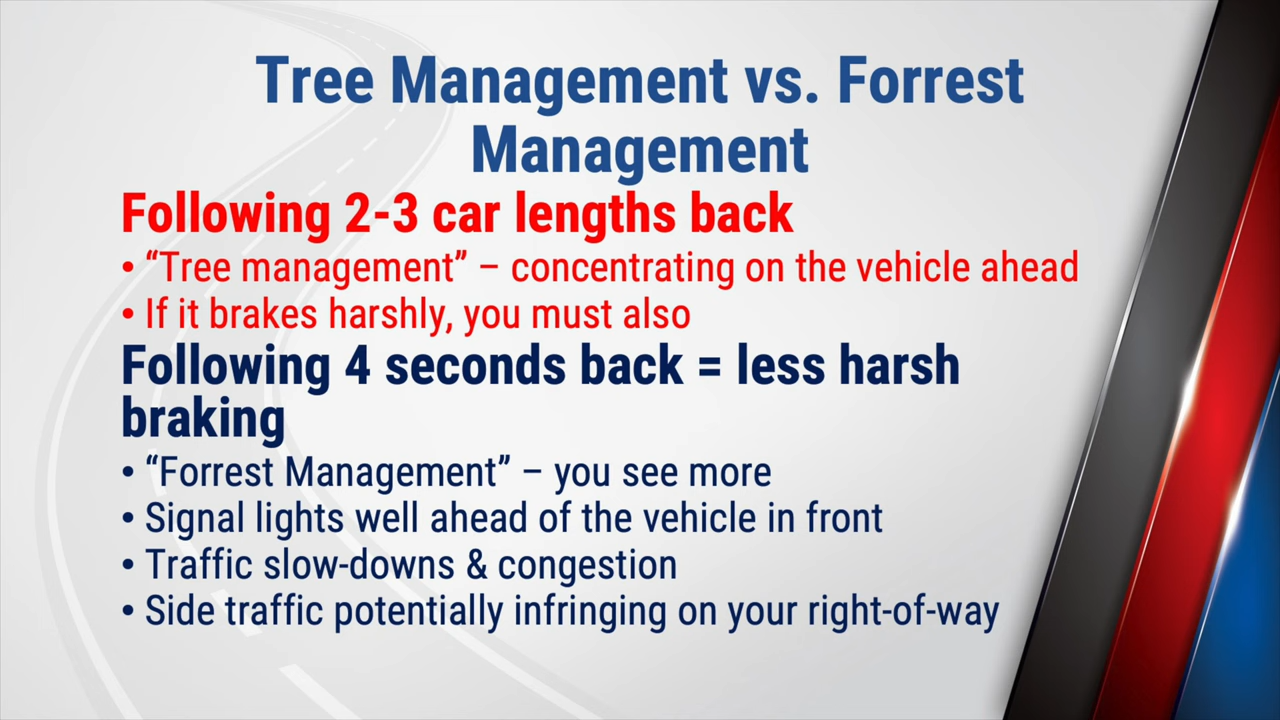 Tree Management vs. Forrest
Management
Following 2-3 car lengths back
• “Tree management” – concentrating on the vehicle ahead
• If it brakes harshly, you must also
Following 4 seconds back = less harsh
braking
• “Forrest Management” – you see more
• Signal lights well ahead of the vehicle in front
• Traffic slow-downs & congestion
• Side traffic potentially infringing on your right-of-way